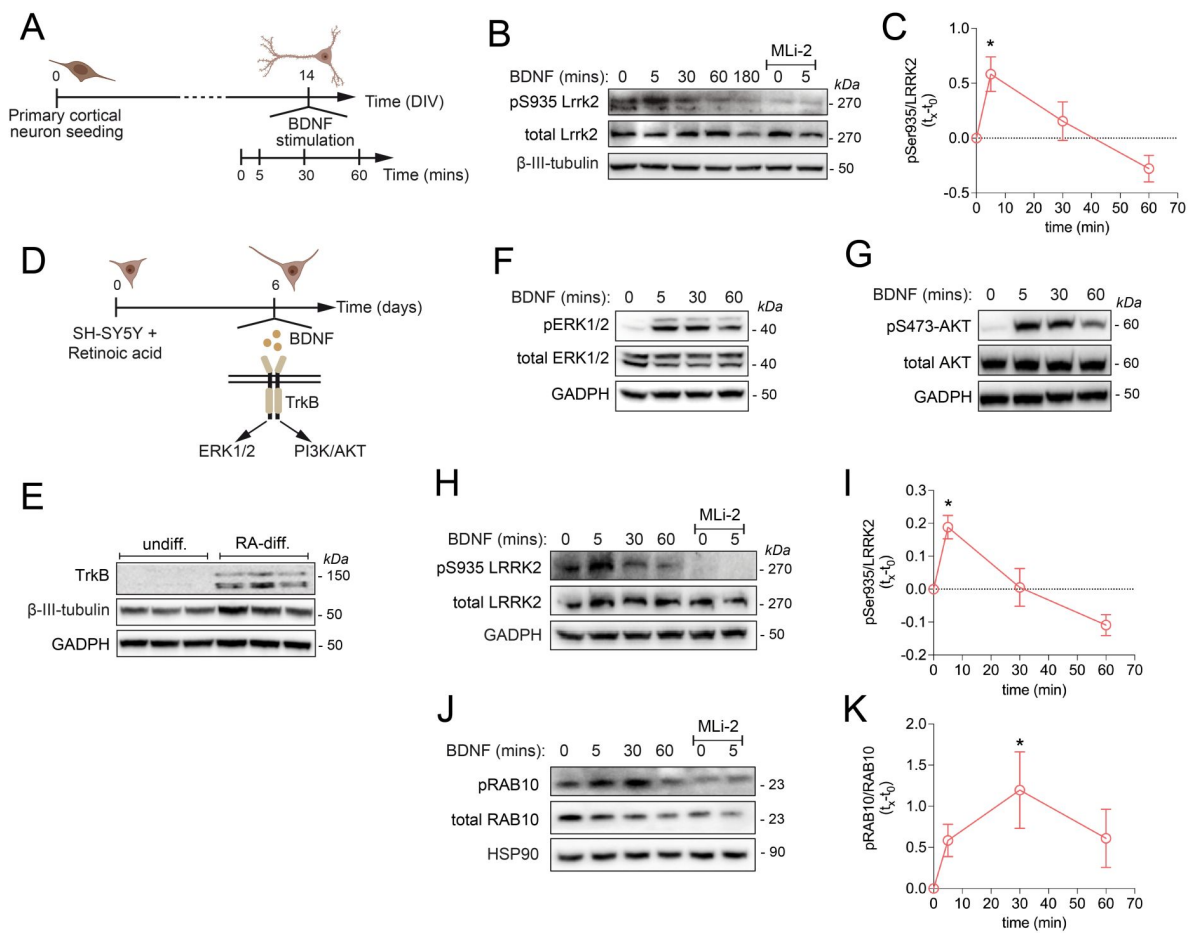 A
0
14
Time (DIV)
Primary cortical
neuron seeding
BDNF
stimulation
0 5 30 60
Time (mins)
B
MLi-2
BDNF (mins): 0 5 30 60 180 0 5 kDa
pS935 Lrrk2 - 270
total Lrrk2 - 270
β-III-tubulin - 50
C
pSer935/LRRK2
(tx-t0)
1.0
0.5
0.0
-0.5
*
0 10 20 30 40 50 60 70
time (min)
D
0
6
Time (days)
SH-SY5Y +
Retinoic acid
BDNF
TrkB
ERK1/2 PI3K/AKT
E
undiff. RA-diff. kDa
TrkB - 150
β-III-tubulin - 50
GADPH - 50
F
BDNF (mins): 0 5 30 60 kDa
pERK1/2 - 40
total ERK1/2 - 40
GADPH - 50
G
BDNF (mins): 0 5 30 60 kDa
pS473-AKT - 60
total AKT - 60
GADPH - 50
H
MLi-2
BDNF (mins): 0 5 30 60 0 5 kDa
pS935 LRRK2 - 270
total LRRK2 - 270
GADPH - 50
I
pSer935/LRRK2
(tx-t0)
0.3
0.2
0.1
0.0
-0.1
-0.2
*
0 10 20 30 40 50 60 70
time (min)
J
MLi-2
BDNF (mins): 0 5 30 60 0 5 kDa
pRAB10 - 23
total RAB10 - 23
HSP90 - 90
K
pRAB10/RAB10
(tx-t0)
2.0
1.5
1.0
0.5
0.0
*
0 10 20 30 40 50 60 70
time (min)